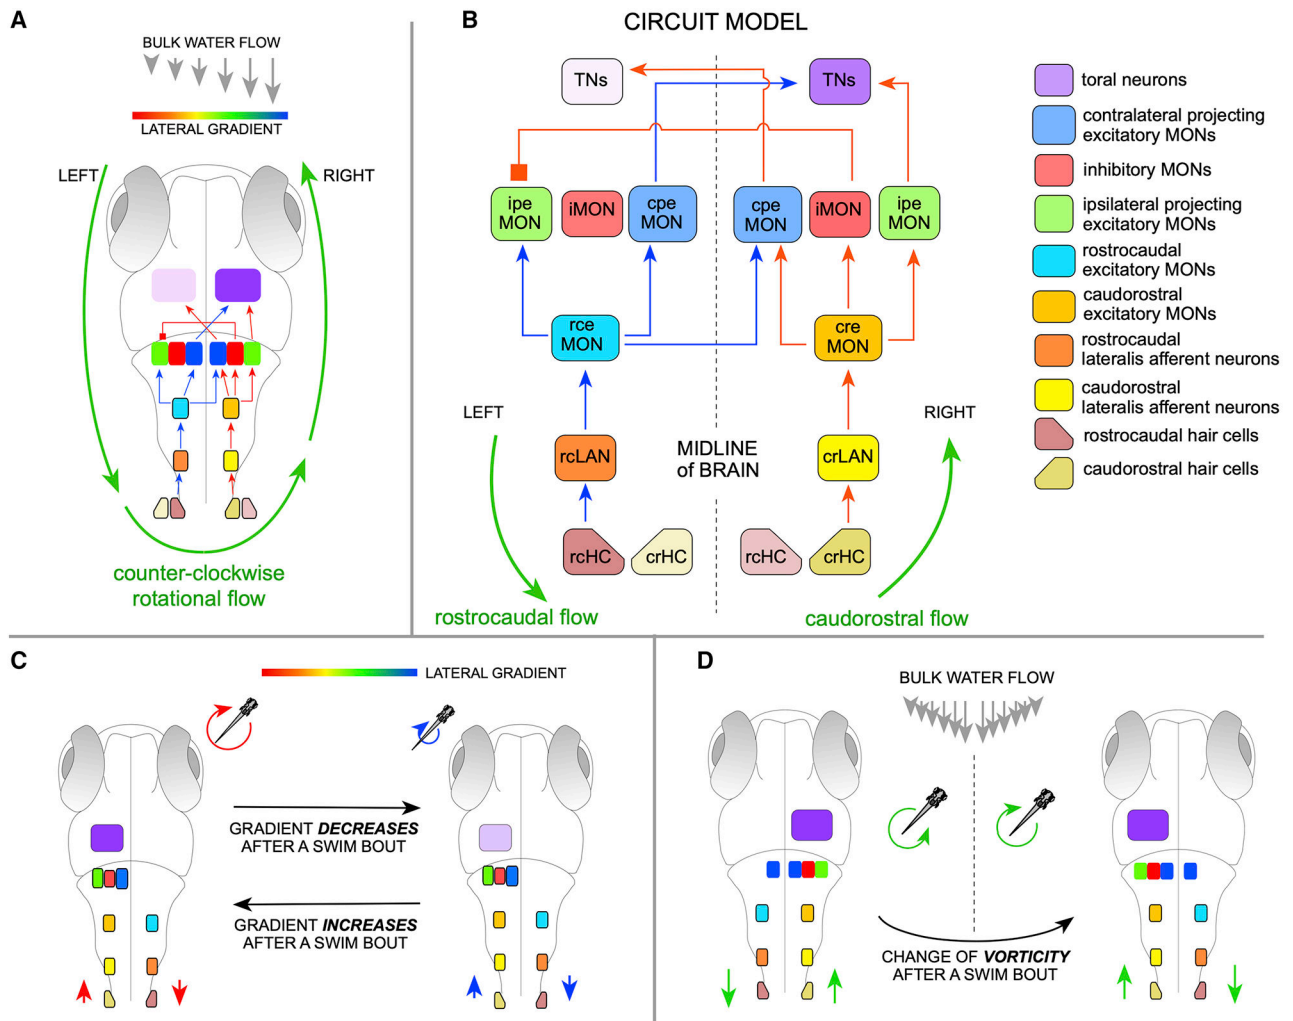 A
BULK WATER FLOW
LATERAL GRADIENT
LEFT
RIGHT
counter-clockwise
rotational flow
B
CIRCUIT MODEL
TNs
TNs
ipe
MON
iMON
cpe
MON
cpe
MON
iMON
ipe
MON
rce
MON
cre
MON
LEFT
RIGHT
MIDLINE
of BRAIN
rcLAN
crLAN
rcHC
crHC
rcHC
crHC
rostrocaudal flow
caudorostral flow
toral neurons
contralateral projecting
excitatory MONs
inhibitory MONs
ipsilateral projecting
excitatory MONs
rostrocaudal
excitatory MONs
caudorostral
excitatory MONs
rostrocaudal
lateralis afferent neurons
caudorostral
lateralis afferent neurons
rostrocaudal hair cells
caudorostral hair cells
C
LATERAL GRADIENT
GRADIENT DECREASES
AFTER A SWIM BOUT
GRADIENT INCREASES
AFTER A SWIM BOUT
D
BULK WATER FLOW
CHANGE OF VORTICITY
AFTER A SWIM BOUT